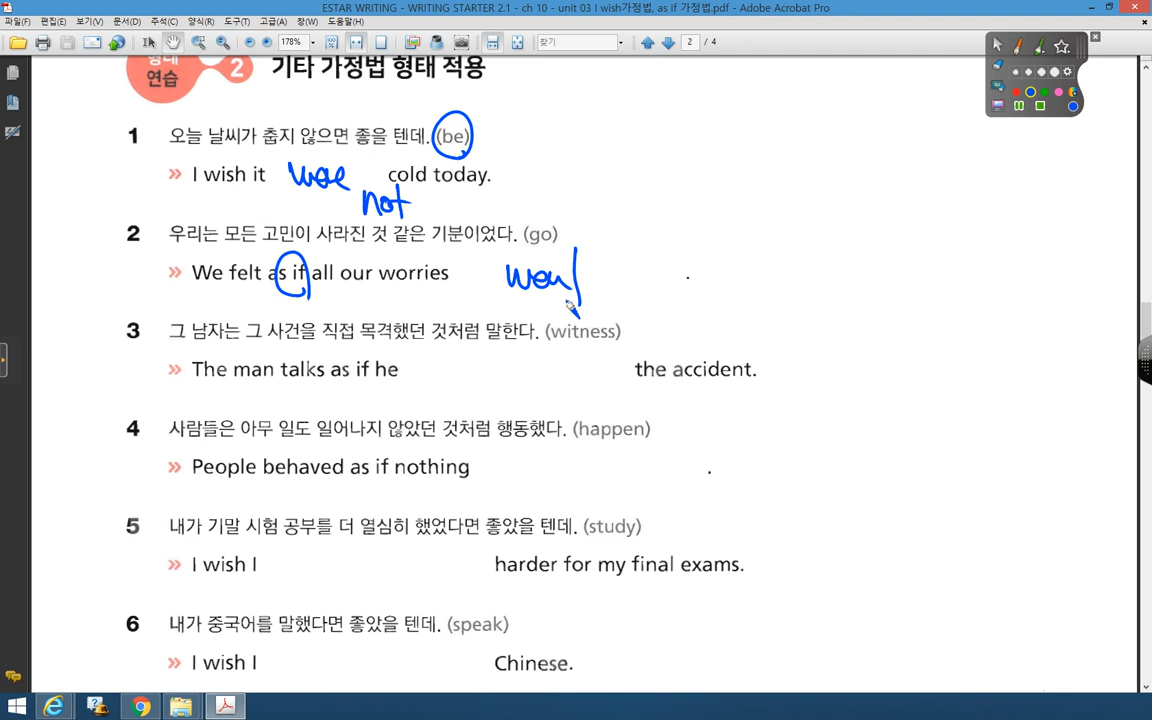 ESTAR WRITING - WRITING STARTER 2.1 - ch 10 - unit 03 I wish가정법, as if 가정법.pdf - Adobe Acrobat Pro
파일(F) 편집(E) 보기(V) 문서(D) 주석(C) 양식(R) 도구(T) 고급(A) 창(W) 도움말(H)
178% 찾기 2 / 4
형태
연습 2 기타 가정법 형태 적용
1 오늘 날씨가 춥지 않으면 좋을 텐데. (be)
» I wish it were cold today.
not
2 우리는 모든 고민이 사라진 것 같은 기분이었다. (go)
» We felt as if all our worries .
3 그 남자는 그 사건을 직접 목격했던 것처럼 말한다. (witness)
» The man talks as if he the accident.
4 사람들은 아무 일도 일어나지 않았던 것처럼 행동했다. (happen)
» People behaved as if nothing .
5 내가 기말 시험 공부를 더 열심히 했었다면 좋았을 텐데. (study)
» I wish I harder for my final exams.
6 내가 중국어를 말했다면 좋았을 텐데. (speak)
» I wish I Chinese.